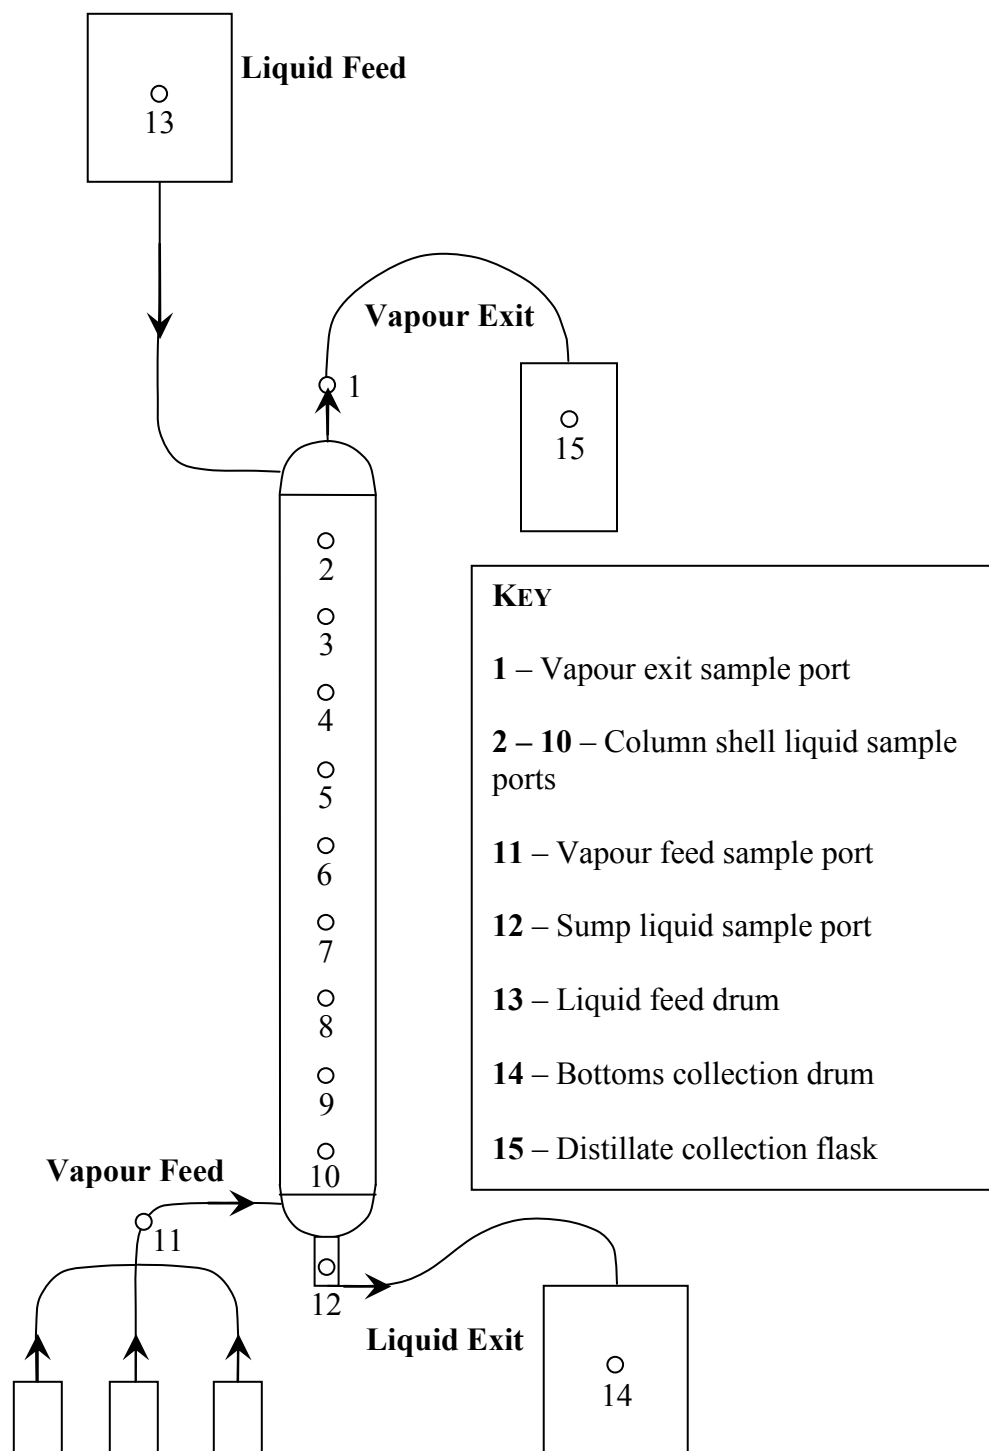 Liquid Feed
13
Vapour Exit
1
15
2
3
4
5
6
7
8
9
10
KEY
1 – Vapour exit sample port
2 – 10 – Column shell liquid sample
ports
11 – Vapour feed sample port
12 – Sump liquid sample port
13 – Liquid feed drum
14 – Bottoms collection drum
15 – Distillate collection flask
Vapour Feed
11
12
Liquid Exit
14